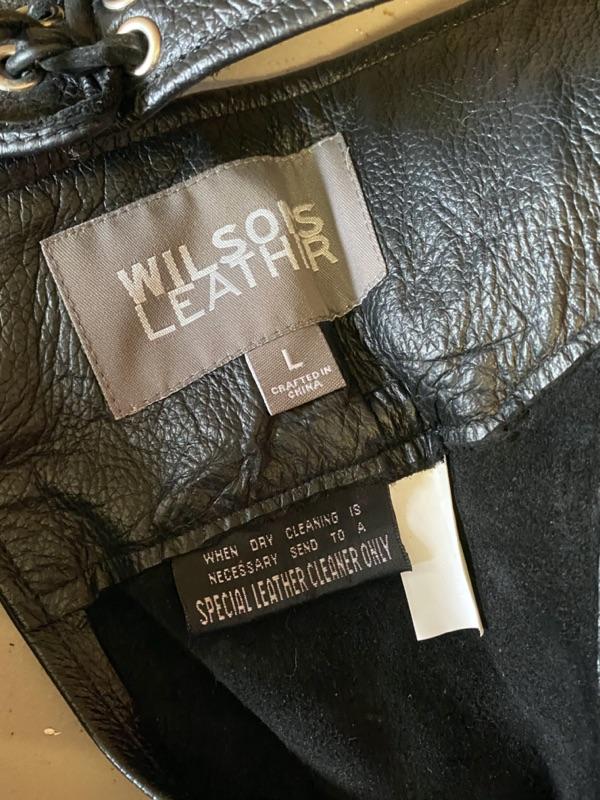 WILSONS
LEATHER
L
CRAFTED IN
CHINA
WHEN DRY CLEANING IS
NECESSARY SEND TO A
SPECIAL LEATHER CLEANER ONLY